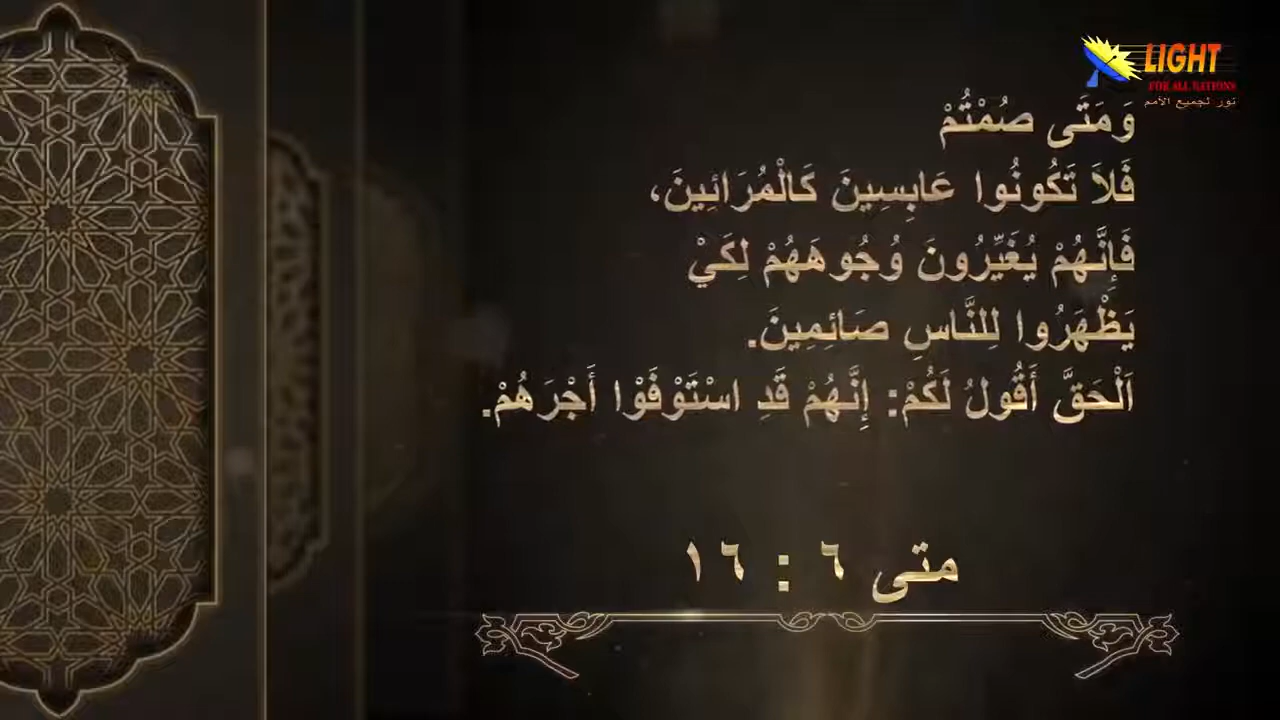 LIGHT
FOR ALL NATIONS
نور لجميع الأمم
وَمَتَى صُمْتُمْ
فَلاَ تَكُونُوا عَابِسِينَ كَالْمُرَائِينَ،
فَإِنَّهُمْ يُغَيِّرُونَ وُجُوهَهُمْ لِكَيْ
يَظْهَرُوا لِلنَّاسِ صَائِمِينَ.
اَلْحَقَّ أَقُولُ لَكُمْ: إِنَّهُمْ قَدِ اسْتَوْفَوْا أَجْرَهُمْ.
متى ٦ : ١٦